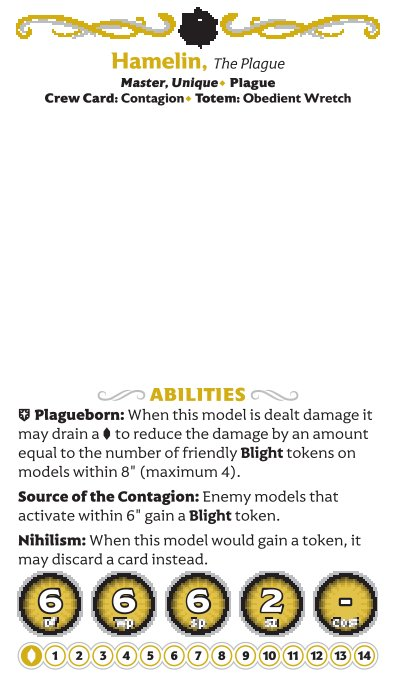 Hamelin, The Plague
Master, Unique♦ Plague
Crew Card: Contagion♦ Totem: Obedient Wretch
ABILITIES
Plagueborn: When this model is dealt damage it
may drain a to reduce the damage by an amount
equal to the number of friendly Blight tokens on
models within 8" (maximum 4).
Source of the Contagion: Enemy models that
activate within 6" gain a Blight token.
Nihilism: When this model would gain a token, it
may discard a card instead.
6 6 6 2 -
sp
1 2 3 4 5 6 7 8 9 10 11 12 13 14